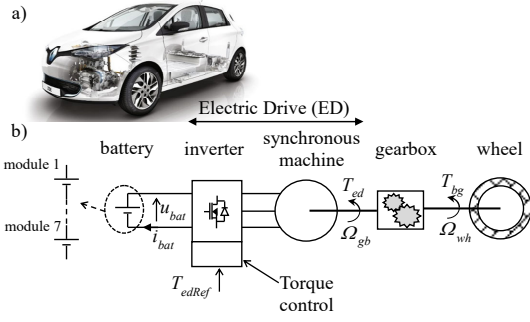 a)
Electric Drive (ED)
b)
battery inverter synchronous machine gearbox wheel
module 1
module 7
u_bat
i_bat
T_ed
Ω_gb
T_bg
Ω_wh
T_edRef
Torque
control